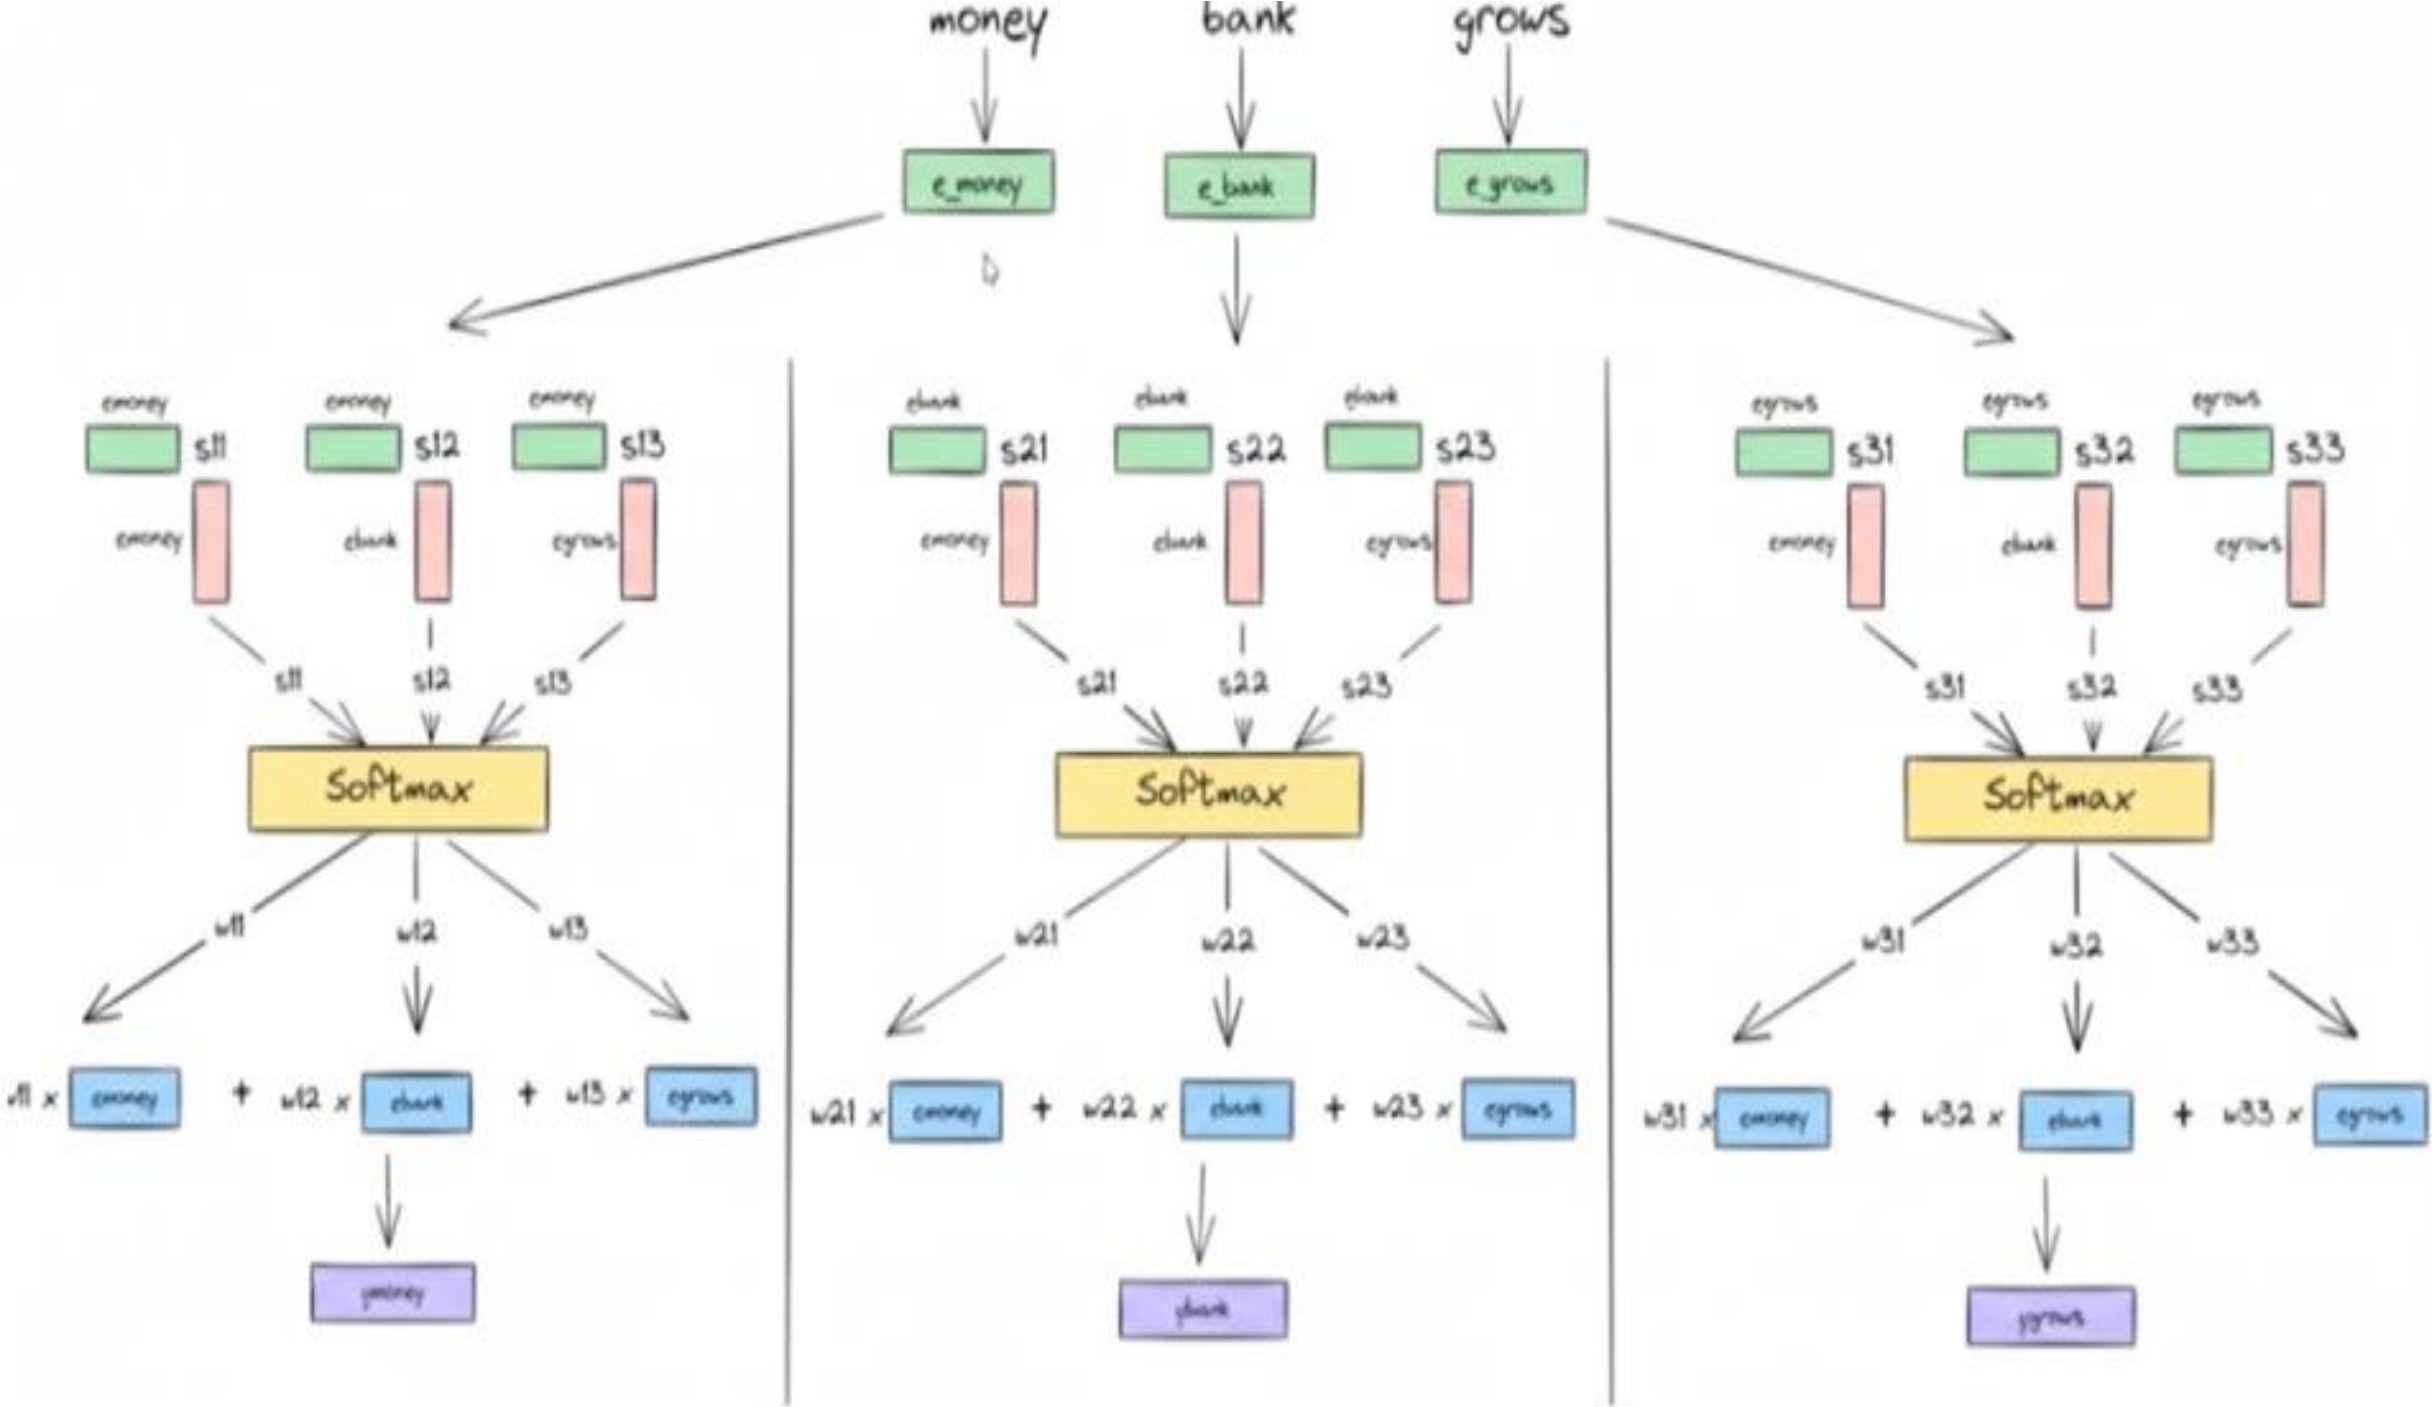 money bank grows
e_money e_bank e_grows
emoney emoney emoney ebank ebank ebank egrows egrows egrows
s11 s12 s13 s21 s22 s23 s31 s32 s33
emoney ebank egrows emoney ebank egrows emoney ebank egrows
s11 s12 s13 s21 s22 s23 s31 s32 s33
Softmax Softmax Softmax
w11 w12 w13 w21 w22 w23 w31 w32 w33
11 x emoney + w12 x ebank + w13 x egrows w21 x emoney + w22 x ebank + w23 x egrows w31 x emoney + w32 x ebank + w33 x egrows
ymoney ybank ygrows